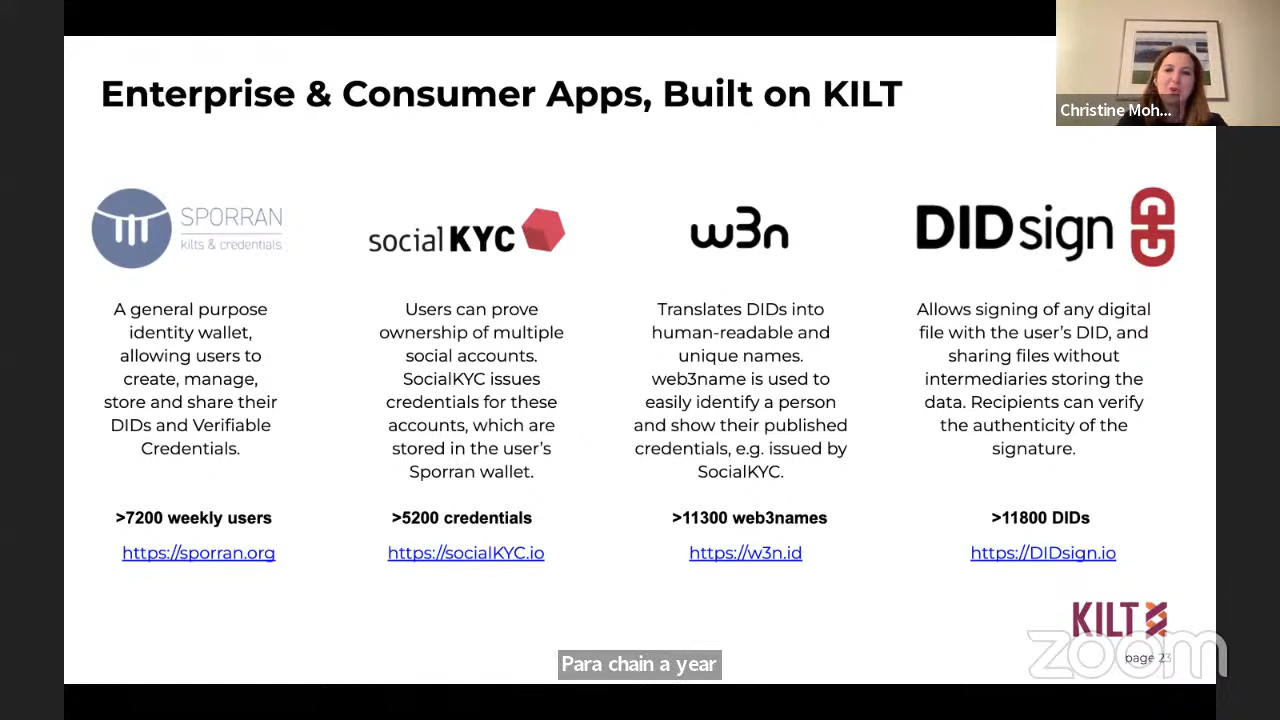 Enterprise & Consumer Apps, Built on KILT
Christine Moh...
SPORRAN
kilts & credentials
A general purpose
identity wallet,
allowing users to
create, manage,
store and share their
DIDs and Verifiable
Credentials.
>7200 weekly users
https://sporran.org
social KYC
Users can prove
ownership of multiple
social accounts.
SocialKYC issues
credentials for these
accounts, which are
stored in the user's
Sporran wallet.
>5200 credentials
https://socialKYC.io
w3n
Translates DIDs into
human-readable and
unique names.
web3name is used to
easily identify a person
and show their published
credentials, e.g. issued by
SocialKYC.
>11300 web3names
https://w3n.id
DIDsign
Allows signing of any digital
file with the user's DID, and
sharing files without
intermediaries storing the
data. Recipients can verify
the authenticity of the
signature.
>11800 DIDs
https://DIDsign.io
KILT
zoom
page 23
Para chain a year